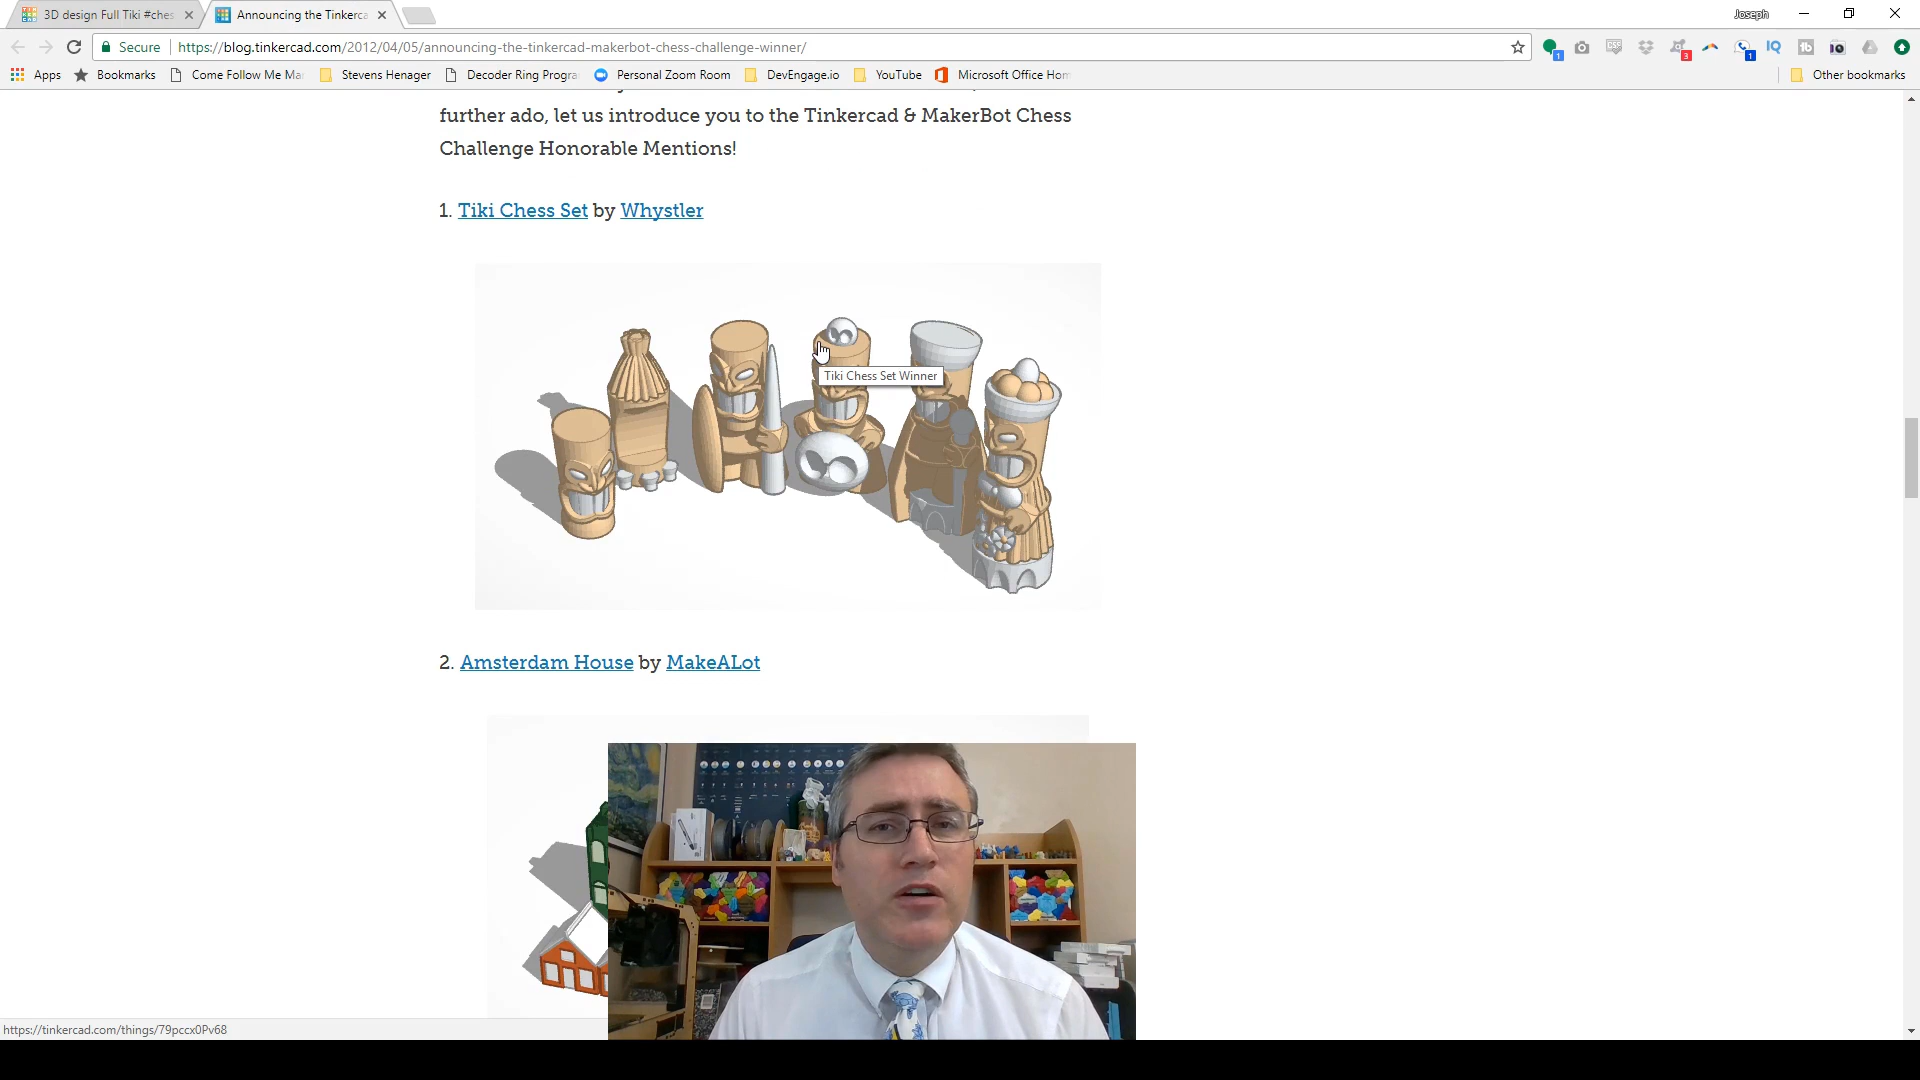 3D design Full Tiki #ches
Announcing the Tinkerca
Joseph
Secure
https://blog.tinkercad.com/2012/04/05/announcing-the-tinkercad-makerbot-chess-challenge-winner/
Apps
Bookmarks
Come Follow Me Ma
Stevens Henager
Decoder Ring Progra
Personal Zoom Room
DevEngage.io
YouTube
Microsoft Office Hom
Other bookmarks
further ado, let us introduce you to the Tinkercad & MakerBot Chess
Challenge Honorable Mentions!
1. Tiki Chess Set by Whystler
Tiki Chess Set Winner
2. Amsterdam House by MakeALot
https://tinkercad.com/things/79pccx0Pv68